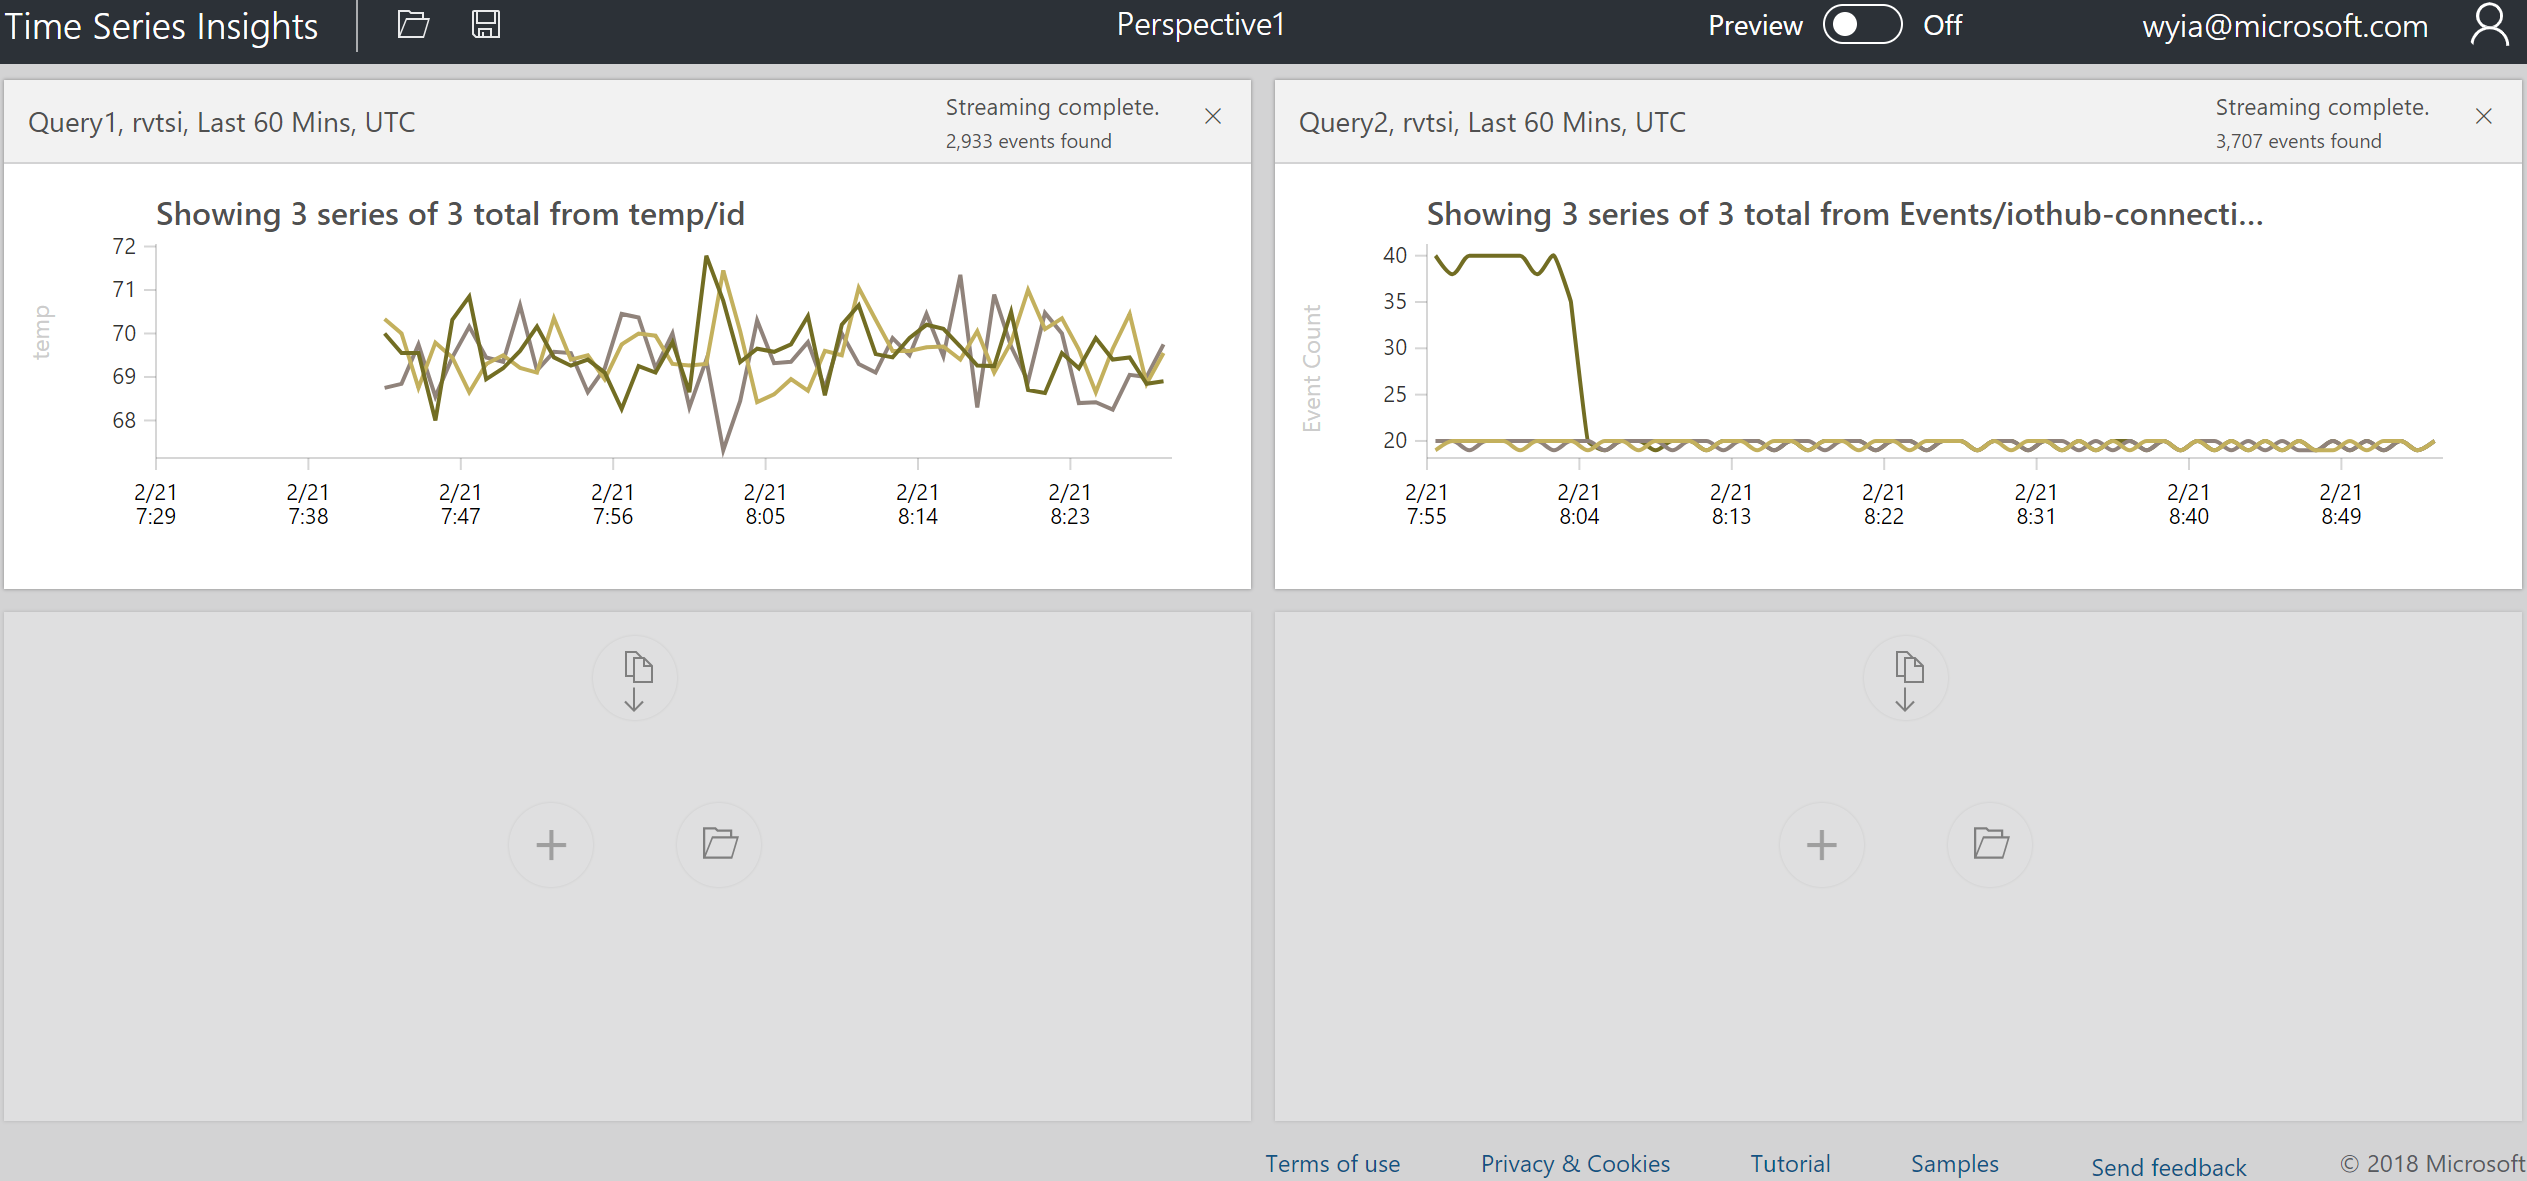 Time Series Insights
Perspective1
Preview Off
wyia@microsoft.com
Query1, rvtsi, Last 60 Mins, UTC
Streaming complete.
2,933 events found
Showing 3 series of 3 total from temp/id
temp
72
71
70
69
68
2/21 2/21 2/21 2/21 2/21 2/21 2/21
7:29 7:38 7:47 7:56 8:05 8:14 8:23
Query2, rvtsi, Last 60 Mins, UTC
Streaming complete.
3,707 events found
Showing 3 series of 3 total from Events/iothub-connecti...
Event Count
40
35
30
25
20
2/21 2/21 2/21 2/21 2/21 2/21 2/21
7:55 8:04 8:13 8:22 8:31 8:40 8:49
Terms of use Privacy & Cookies Tutorial Samples Send feedback © 2018 Microsoft